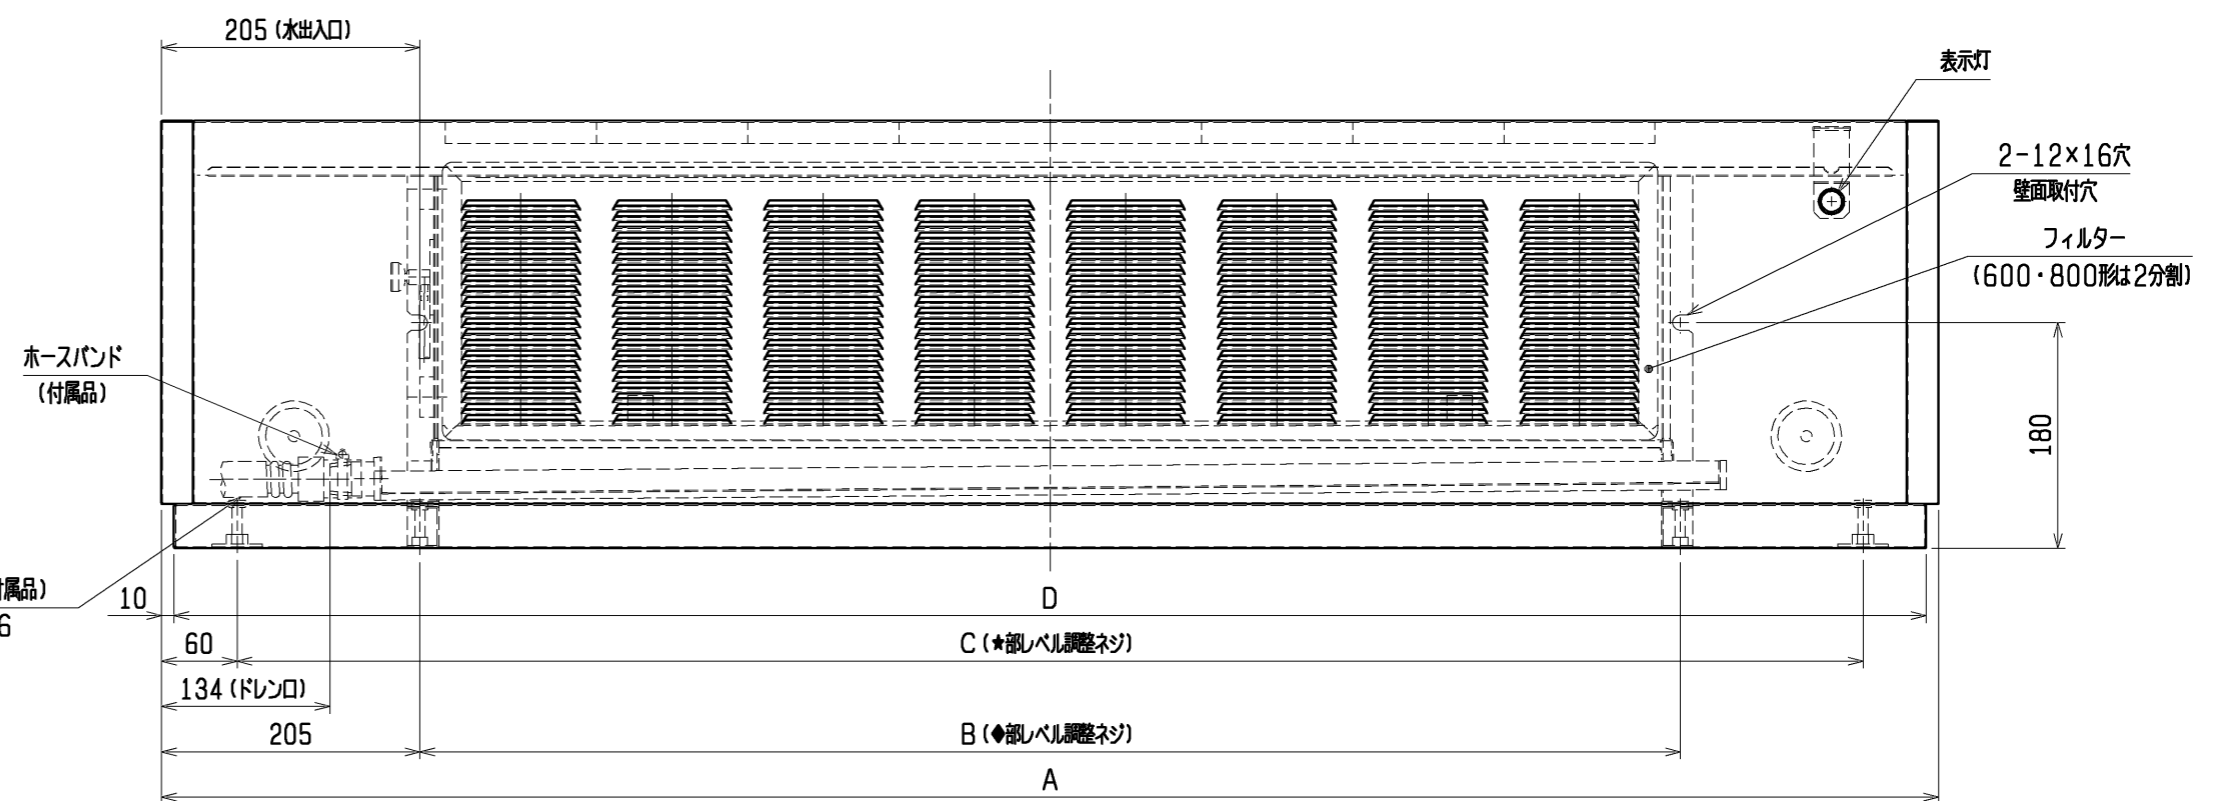 205 (水出入口)
表示灯
2-12×16穴
壁面取付穴
フィルター
(600・800形は2分割)
ホースバンド
(付属品)
180
属品)
6
10
D
60
C (★部レベル調整ネジ)
134 (ドレン口)
205
B (◆部レベル調整ネジ)
A